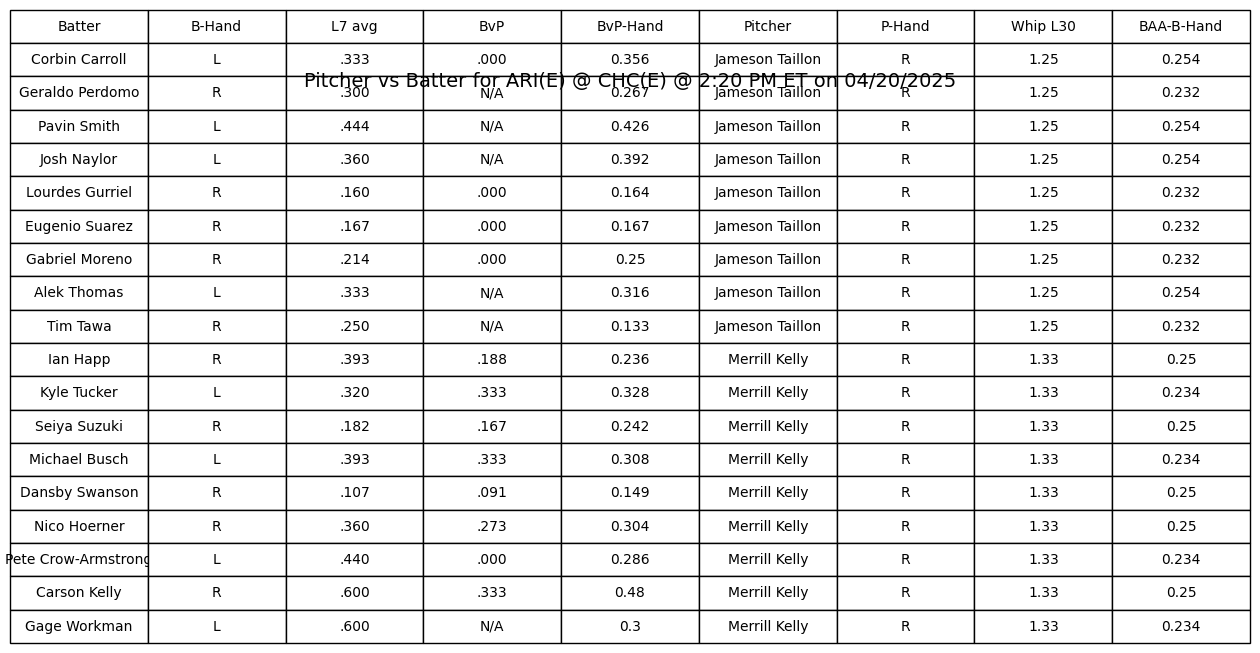 Batter B-Hand L7 avg BvP BvP-Hand Pitcher P-Hand Whip L30 BAA-B-Hand
Corbin Carroll L .333 .000 0.356 Jameson Taillon R 1.25 0.254
Pitcher vs Batter for ARI(E) @ CHC(E) @ 2:20 PM ET on 04/20/2025
Geraldo Perdomo R .300 N/A 0.267 Jameson Taillon R 1.25 0.232
Pavin Smith L .444 N/A 0.426 Jameson Taillon R 1.25 0.254
Josh Naylor L .360 N/A 0.392 Jameson Taillon R 1.25 0.254
Lourdes Gurriel R .160 .000 0.164 Jameson Taillon R 1.25 0.232
Eugenio Suarez R .167 .000 0.167 Jameson Taillon R 1.25 0.232
Gabriel Moreno R .214 .000 0.25 Jameson Taillon R 1.25 0.232
Alek Thomas L .333 N/A 0.316 Jameson Taillon R 1.25 0.254
Tim Tawa R .250 N/A 0.133 Jameson Taillon R 1.25 0.232
Ian Happ R .393 .188 0.236 Merrill Kelly R 1.33 0.25
Kyle Tucker L .320 .333 0.328 Merrill Kelly R 1.33 0.234
Seiya Suzuki R .182 .167 0.242 Merrill Kelly R 1.33 0.25
Michael Busch L .393 .333 0.308 Merrill Kelly R 1.33 0.234
Dansby Swanson R .107 .091 0.149 Merrill Kelly R 1.33 0.25
Nico Hoerner R .360 .273 0.304 Merrill Kelly R 1.33 0.25
Pete Crow-Armstrong L .440 .000 0.286 Merrill Kelly R 1.33 0.234
Carson Kelly R .600 .333 0.48 Merrill Kelly R 1.33 0.25
Gage Workman L .600 N/A 0.3 Merrill Kelly R 1.33 0.234